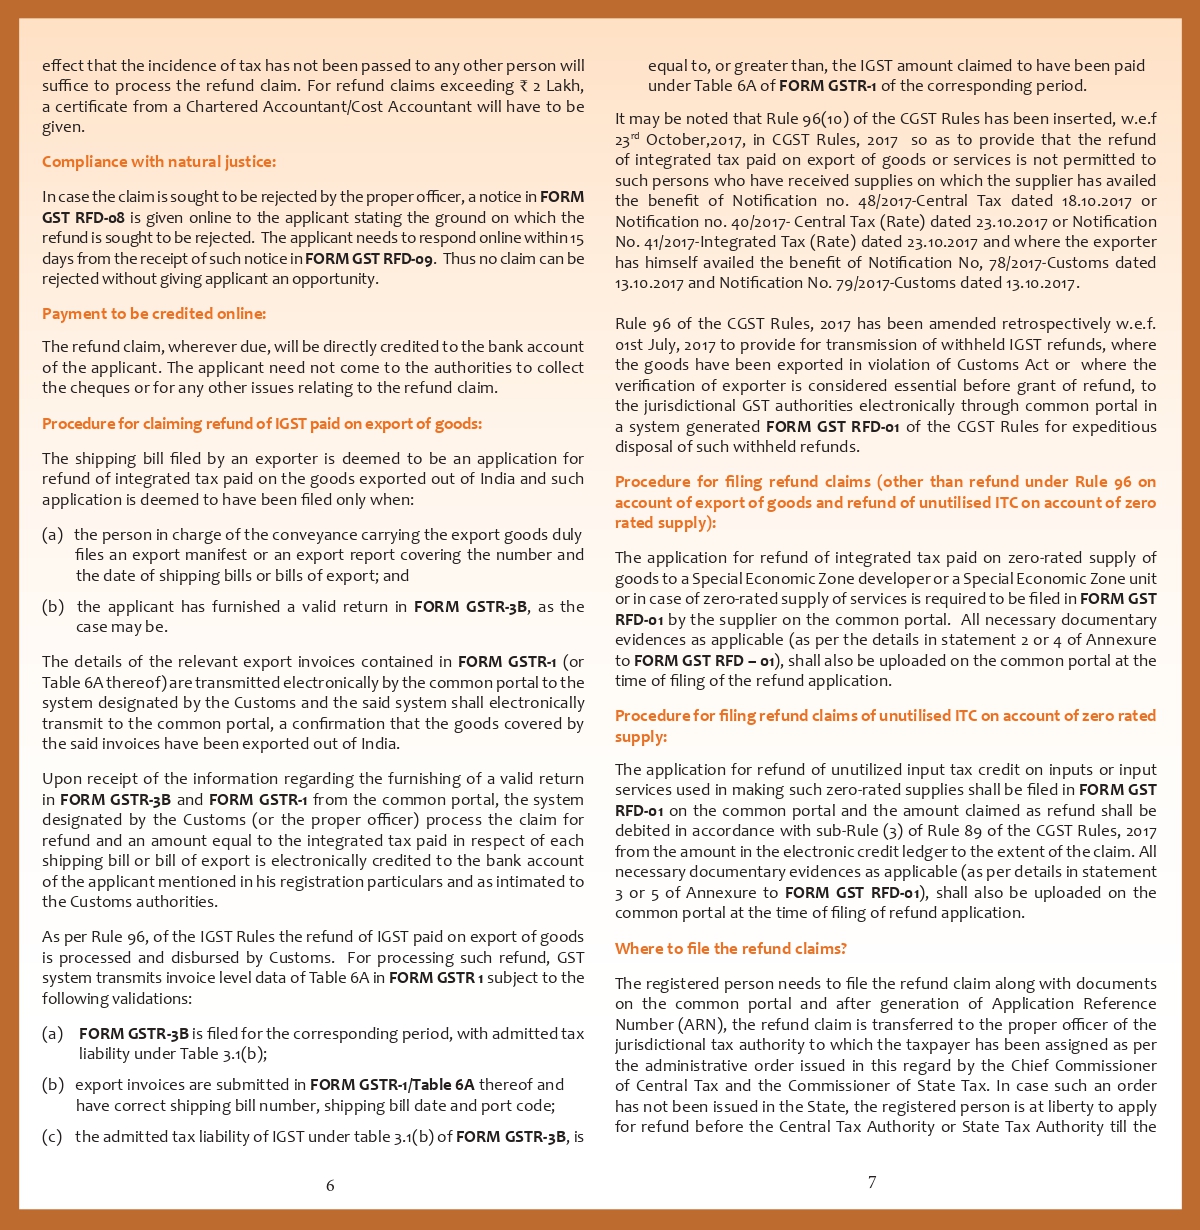 effect that the incidence of tax has not been passed to any other person will
suffice to process the refund claim. For refund claims exceeding ₹ 2 Lakh,
a certificate from a Chartered Accountant/Cost Accountant will have to be
given.
Compliance with natural justice:
In case the claim is sought to be rejected by the proper officer, a notice in FORM
GST RFD-08 is given online to the applicant stating the ground on which the
refund is sought to be rejected. The applicant needs to respond online within 15
days from the receipt of such notice in FORM GST RFD-09. Thus no claim can be
rejected without giving applicant an opportunity.
Payment to be credited online:
The refund claim, wherever due, will be directly credited to the bank account
of the applicant. The applicant need not come to the authorities to collect
the cheques or for any other issues relating to the refund claim.
Procedure for claiming refund of IGST paid on export of goods:
The shipping bill filed by an exporter is deemed to be an application for
refund of integrated tax paid on the goods exported out of India and such
application is deemed to have been filed only when:
(a) the person in charge of the conveyance carrying the export goods duly
files an export manifest or an export report covering the number and
the date of shipping bills or bills of export; and
(b) the applicant has furnished a valid return in FORM GSTR-3B, as the
case may be.
The details of the relevant export invoices contained in FORM GSTR-1 (or
Table 6A thereof) are transmitted electronically by the common portal to the
system designated by the Customs and the said system shall electronically
transmit to the common portal, a confirmation that the goods covered by
the said invoices have been exported out of India.
Upon receipt of the information regarding the furnishing of a valid return
in FORM GSTR-3B and FORM GSTR-1 from the common portal, the system
designated by the Customs (or the proper officer) process the claim for
refund and an amount equal to the integrated tax paid in respect of each
shipping bill or bill of export is electronically credited to the bank account
of the applicant mentioned in his registration particulars and as intimated to
the Customs authorities.
As per Rule 96, of the IGST Rules the refund of IGST paid on export of goods
is processed and disbursed by Customs. For processing such refund, GST
system transmits invoice level data of Table 6A in FORM GSTR 1 subject to the
following validations:
(a) FORM GSTR-3B is filed for the corresponding period, with admitted tax
liability under Table 3.1(b);
(b) export invoices are submitted in FORM GSTR-1/Table 6A thereof and
have correct shipping bill number, shipping bill date and port code;
(c) the admitted tax liability of IGST under table 3.1(b) of FORM GSTR-3B, is
6
equal to, or greater than, the IGST amount claimed to have been paid
under Table 6A of FORM GSTR-1 of the corresponding period.
It may be noted that Rule 96(10) of the CGST Rules has been inserted, w.e.f
23rd October,2017, in CGST Rules, 2017 so as to provide that the refund
of integrated tax paid on export of goods or services is not permitted to
such persons who have received supplies on which the supplier has availed
the benefit of Notification no. 48/2017-Central Tax dated 18.10.2017 or
Notification no. 40/2017- Central Tax (Rate) dated 23.10.2017 or Notification
No. 41/2017-Integrated Tax (Rate) dated 23.10.2017 and where the exporter
has himself availed the benefit of Notification No, 78/2017-Customs dated
13.10.2017 and Notification No. 79/2017-Customs dated 13.10.2017.
Rule 96 of the CGST Rules, 2017 has been amended retrospectively w.e.f.
01st July, 2017 to provide for transmission of withheld IGST refunds, where
the goods have been exported in violation of Customs Act or where the
verification of exporter is considered essential before grant of refund, to
the jurisdictional GST authorities electronically through common portal in
a system generated FORM GST RFD-01 of the CGST Rules for expeditious
disposal of such withheld refunds.
Procedure for filing refund claims (other than refund under Rule 96 on
account of export of goods and refund of unutilised ITC on account of zero
rated supply):
The application for refund of integrated tax paid on zero-rated supply of
goods to a Special Economic Zone developer or a Special Economic Zone unit
or in case of zero-rated supply of services is required to be filed in FORM GST
RFD-01 by the supplier on the common portal. All necessary documentary
evidences as applicable (as per the details in statement 2 or 4 of Annexure
to FORM GST RFD – 01), shall also be uploaded on the common portal at the
time of filing of the refund application.
Procedure for filing refund claims of unutilised ITC on account of zero rated
supply:
The application for refund of unutilized input tax credit on inputs or input
services used in making such zero-rated supplies shall be filed in FORM GST
RFD-01 on the common portal and the amount claimed as refund shall be
debited in accordance with sub-Rule (3) of Rule 89 of the CGST Rules, 2017
from the amount in the electronic credit ledger to the extent of the claim. All
necessary documentary evidences as applicable (as per details in statement
3 or 5 of Annexure to FORM GST RFD-01), shall also be uploaded on the
common portal at the time of filing of refund application.
Where to file the refund claims?
The registered person needs to file the refund claim along with documents
on the common portal and after generation of Application Reference
Number (ARN), the refund claim is transferred to the proper officer of the
jurisdictional tax authority to which the taxpayer has been assigned as per
the administrative order issued in this regard by the Chief Commissioner
of Central Tax and the Commissioner of State Tax. In case such an order
has not been issued in the State, the registered person is at liberty to apply
for refund before the Central Tax Authority or State Tax Authority till the
7